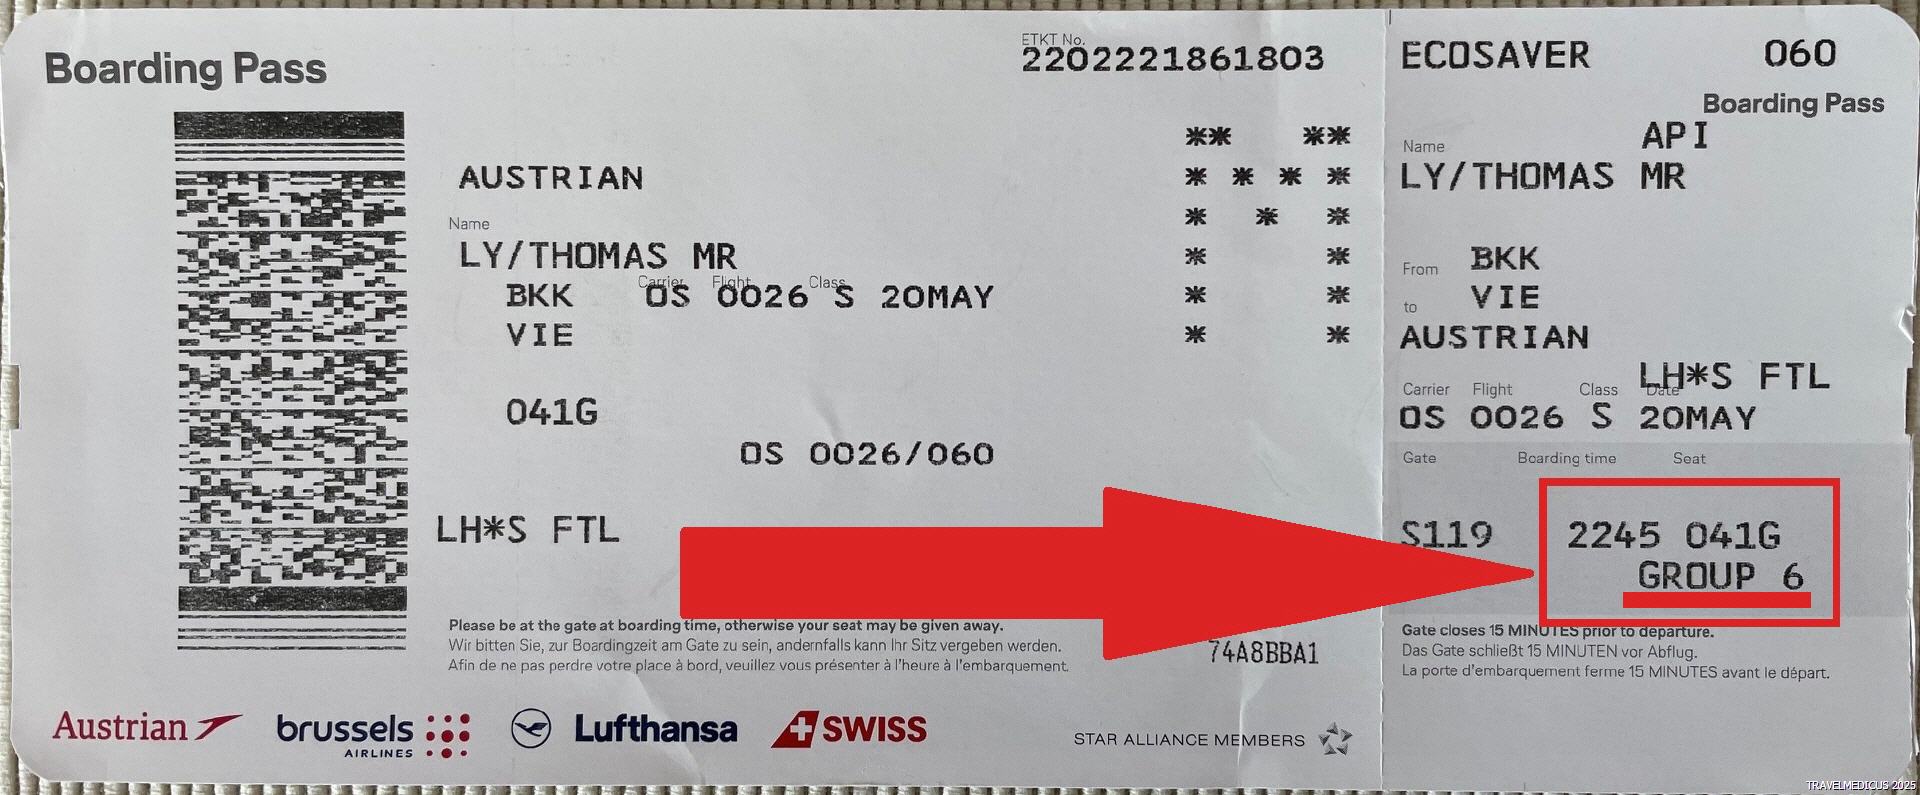 Boarding Pass
ETKT No.
2202221861803
** **
AUSTRIAN
* * * *
Name
* * *
LY/THOMAS MR
* *
Carrier Flight Class
BKK OS 0026 S 20MAY
* *
VIE
* *
041G
OS 0026/060
LH*S FTL
Please be at the gate at boarding time, otherwise your seat may be given away.
Wir bitten Sie, zur Boardingzeit am Gate zu sein, andernfalls kann Ihr Sitz vergeben werden.
Afin de ne pas perdre votre place à bord, veuillez vous présenter à l'heure à l'embarquement.
74A8BBA1
Austrian
brussels
AIRLINES
Lufthansa
SWISS
STAR ALLIANCE MEMBERS
ECOSAVER 060
Boarding Pass
API
Name
LY/THOMAS MR
From BKK
to VIE
AUSTRIAN
LH*S FTL
Carrier Flight Class Date
OS 0026 S 20MAY
Gate Boarding time Seat
S119 2245 041G
GROUP 6
Gate closes 15 MINUTES prior to departure.
Das Gate schließt 15 MINUTEN vor Abflug.
La porte d'embarquement ferme 15 MINUTES avant le départ.
TRAVELMEDICUS 2025